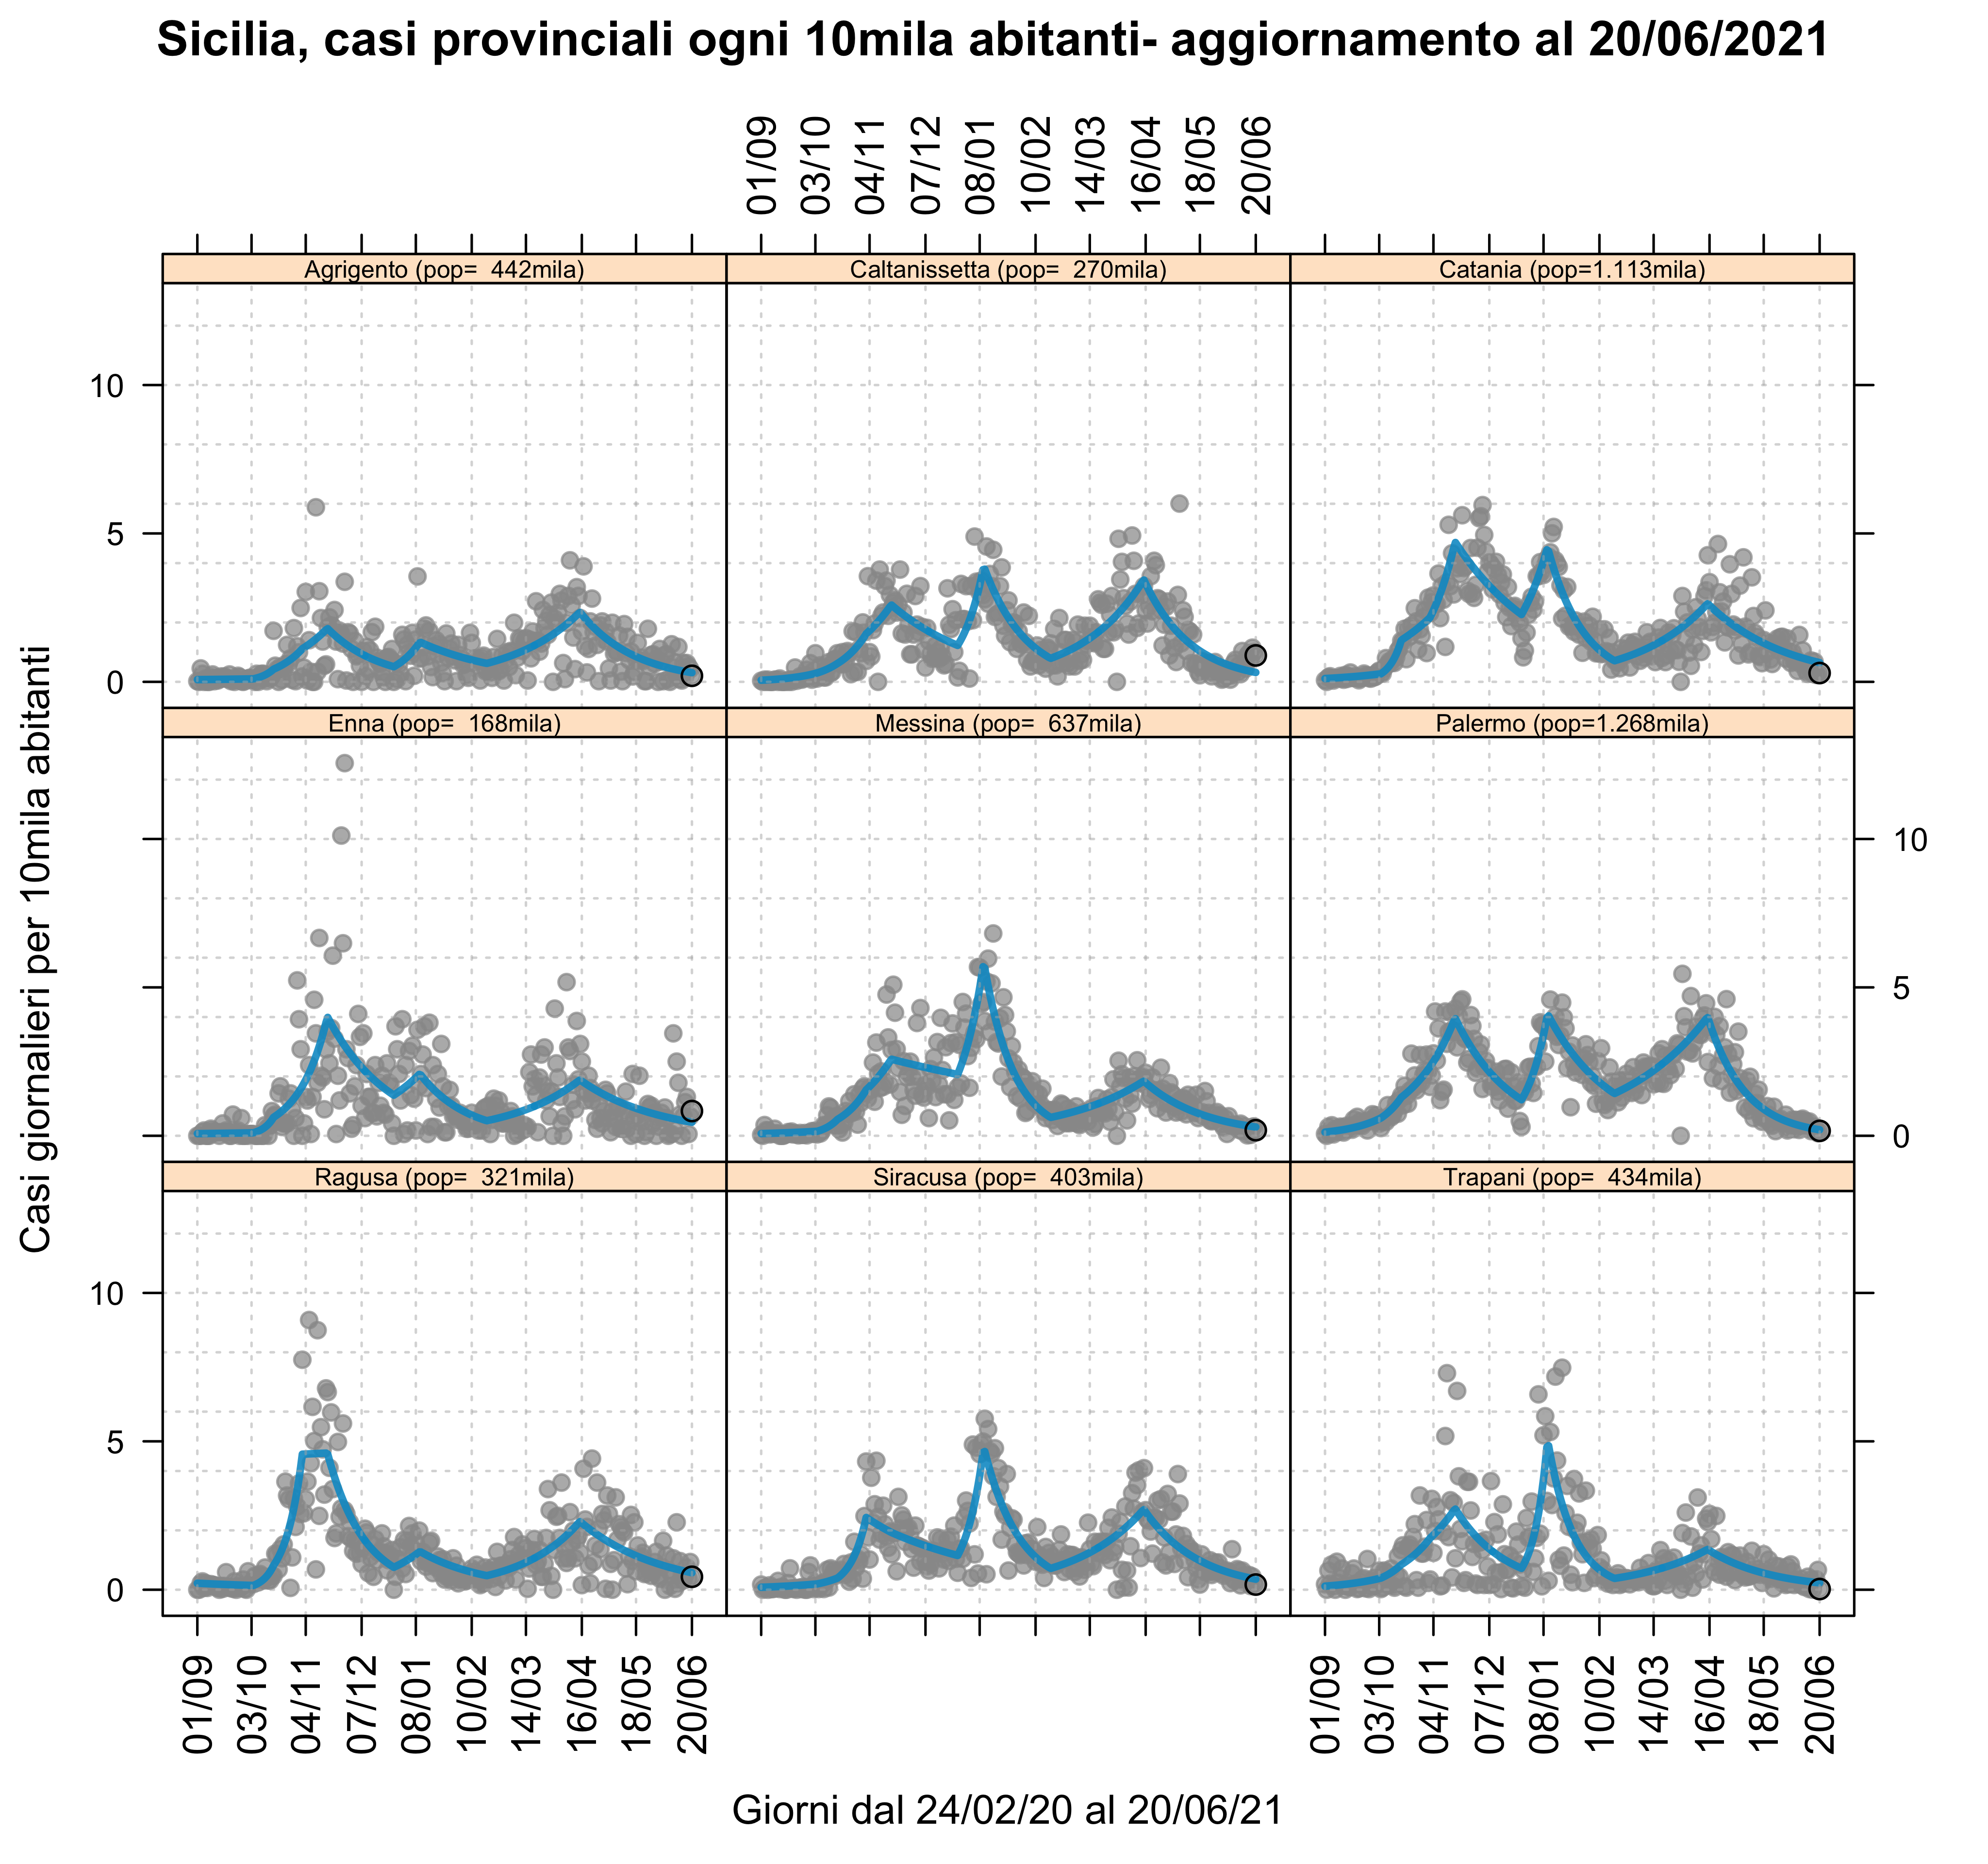 Sicilia, casi provinciali ogni 10mila abitanti- aggiornamento al 20/06/2021
01/09 03/10 04/11 07/12 08/01 10/02 14/03 16/04 18/05 20/06
Agrigento (pop=  442mila) Caltanissetta (pop=  270mila) Catania (pop=1.113mila)
10
5
0
Enna (pop=  168mila) Messina (pop=  637mila) Palermo (pop=1.268mila)
10
5
0
Ragusa (pop=  321mila) Siracusa (pop=  403mila) Trapani (pop=  434mila)
10
5
0
01/09 03/10 04/11 07/12 08/01 10/02 14/03 16/04 18/05 20/06
01/09 03/10 04/11 07/12 08/01 10/02 14/03 16/04 18/05 20/06
Casi giornalieri per 10mila abitanti
Giorni dal 24/02/20 al 20/06/21